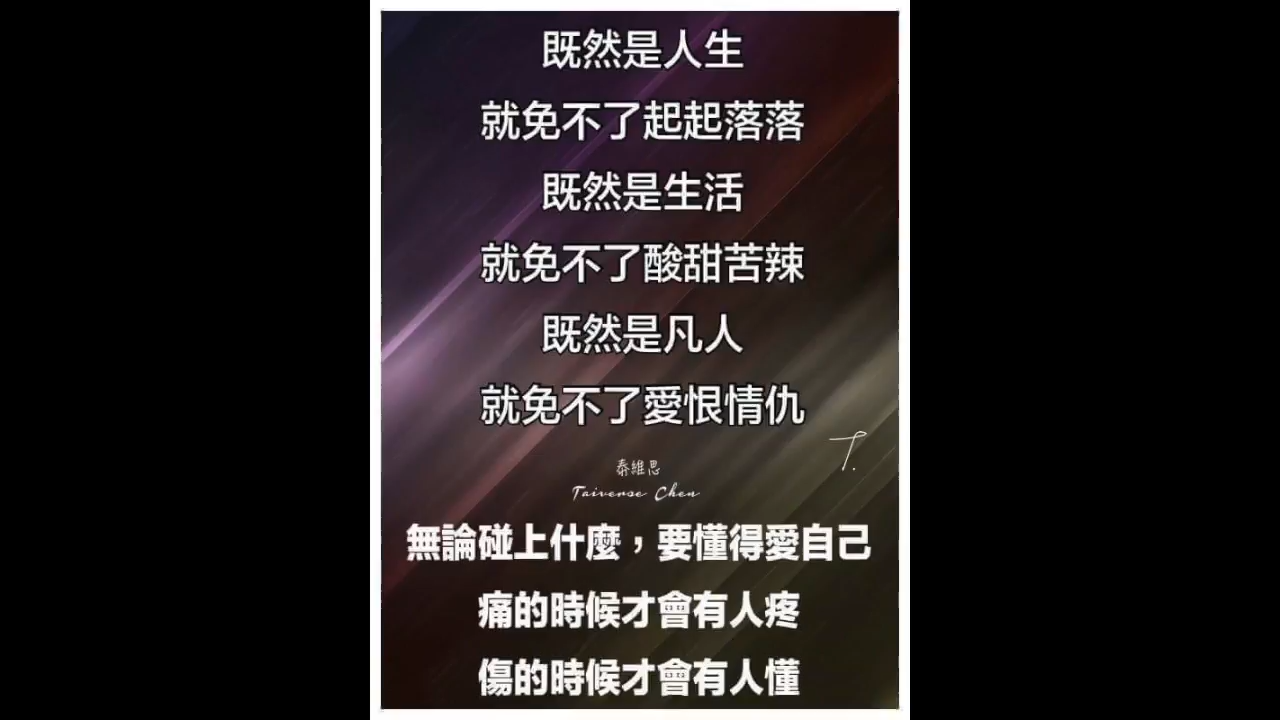 既然是人生
就免不了起起落落
既然是生活
就免不了酸甜苦辣
既然是凡人
就免不了愛恨情仇
T.
泰維思
Taiverse Chen
無論碰上什麼，要懂得愛自己
痛的時候才會有人疼
傷的時候才會有人懂